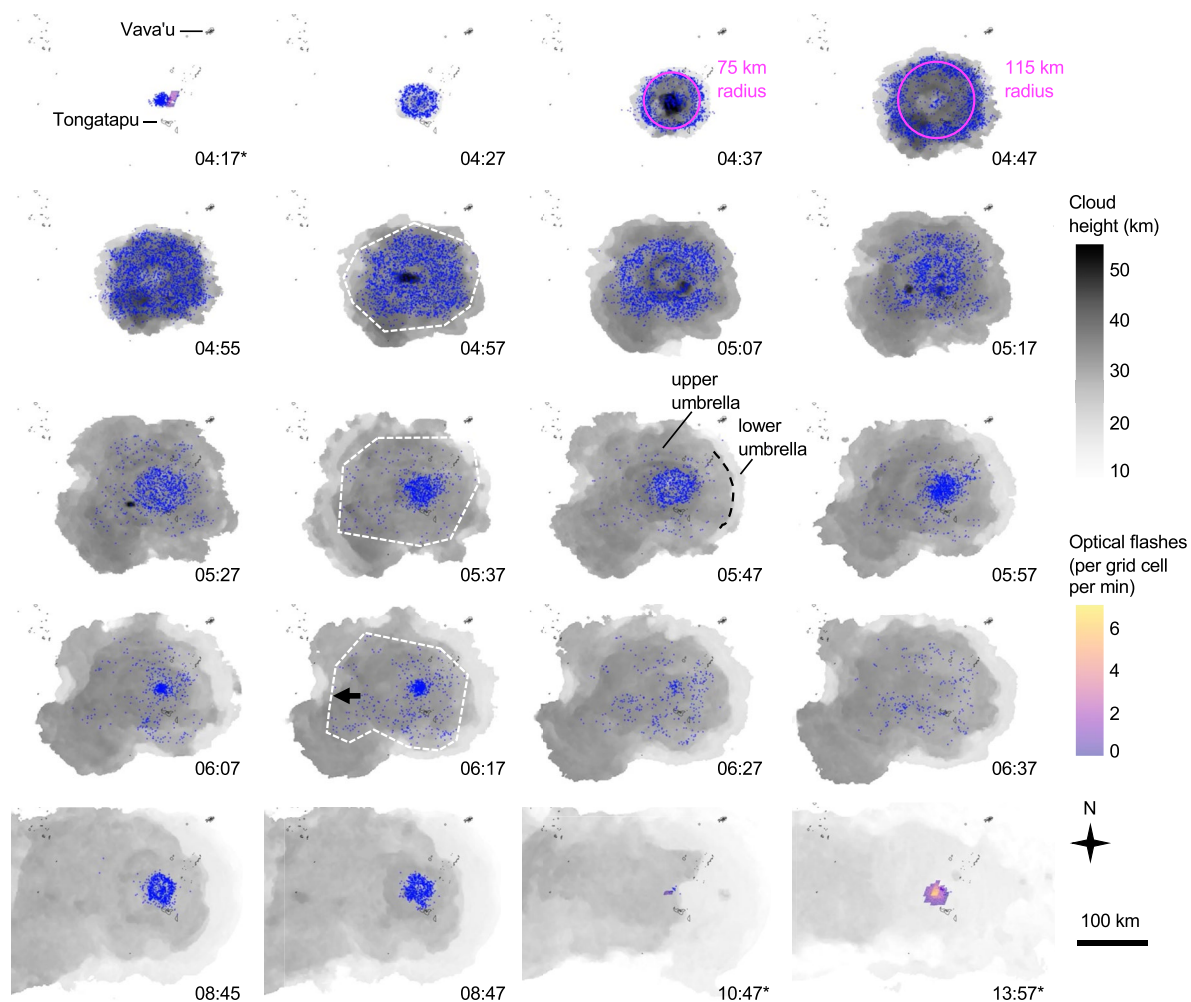 Vava'u
Tongatapu
04:17*
04:27
75 km
radius
04:37
115 km
radius
04:47
04:55
04:57
05:07
05:17
Cloud
height (km)
50
40
30
20
10
05:27
05:37
upper
umbrella
lower
umbrella
05:47
05:57
Optical flashes
(per grid cell
per min)
6
4
2
0
06:07
06:17
06:27
06:37
08:45
08:47
10:47*
13:57*
N
100 km